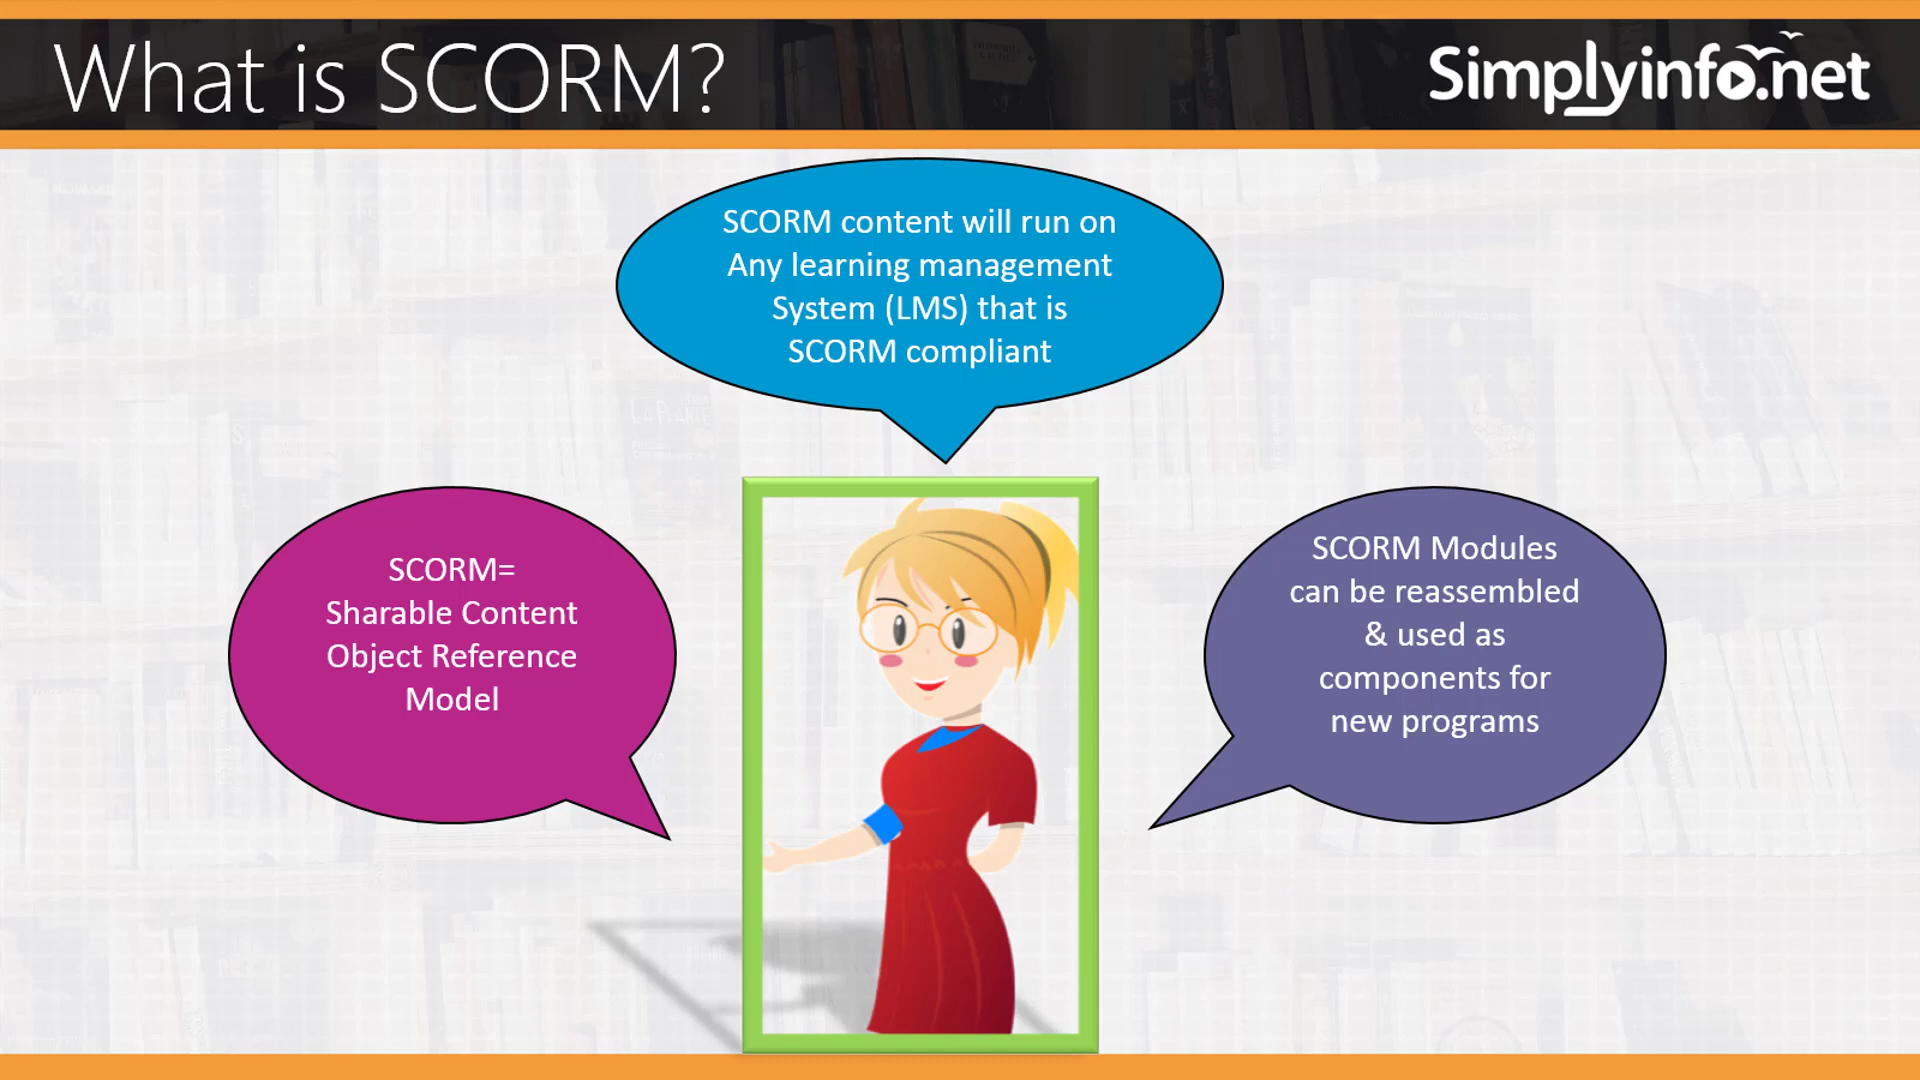 What is SCORM?
Simplyinfo.net
SCORM content will run on
Any learning management
System (LMS) that is
SCORM compliant
SCORM=
Sharable Content
Object Reference
Model
SCORM Modules
can be reassembled
& used as
components for
new programs